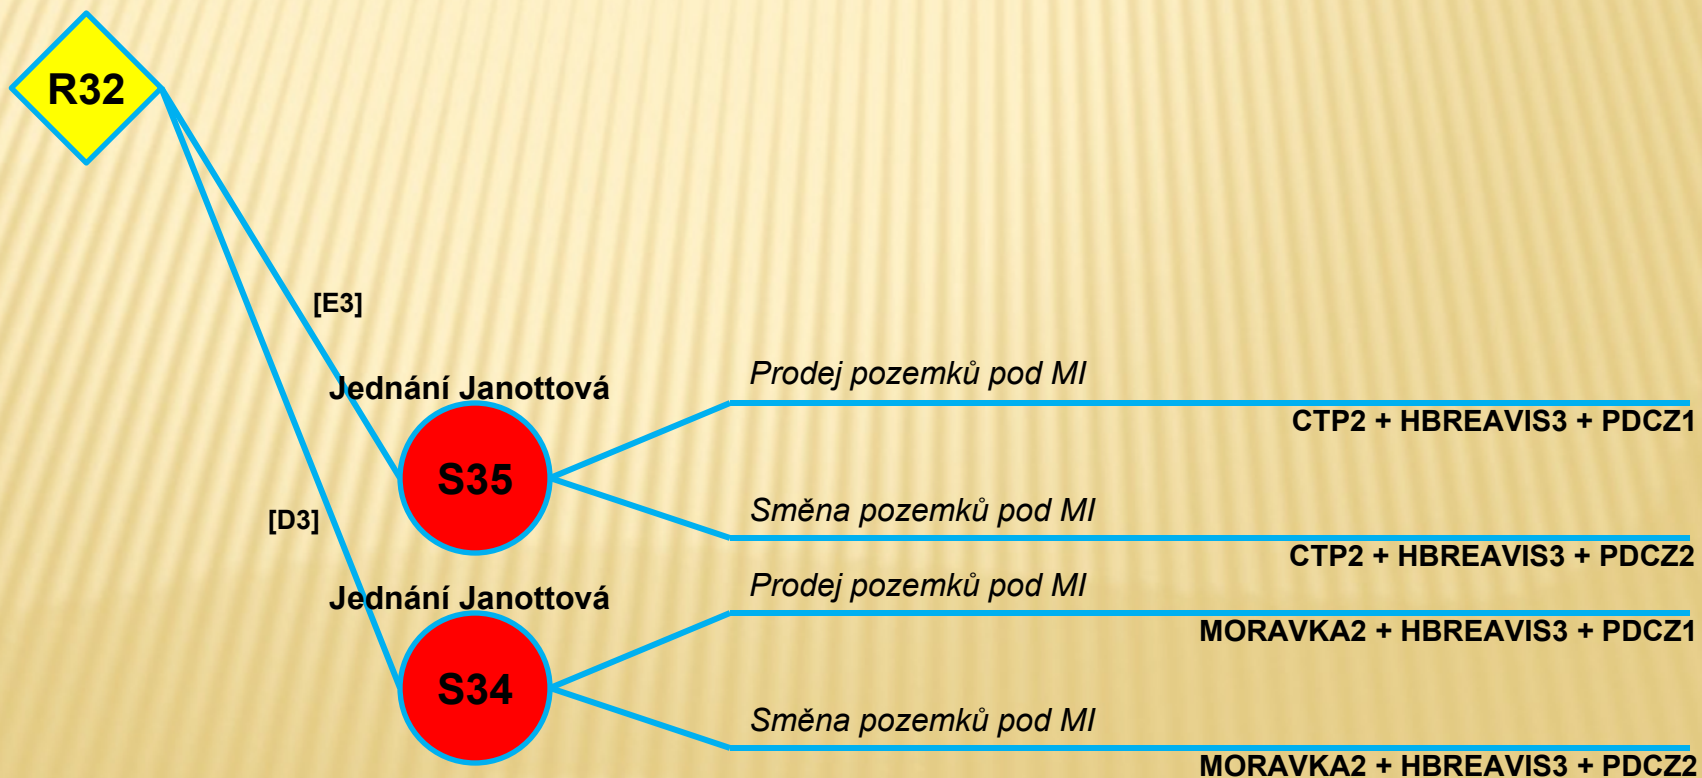 R32
[E3]
Jednání Janottová
S35
Prodej pozemků pod MI
CTP2 + HBREAVIS3 + PDCZ1
Směna pozemků pod MI
CTP2 + HBREAVIS3 + PDCZ2
[D3]
Jednání Janottová
S34
Prodej pozemků pod MI
MORAVKA2 + HBREAVIS3 + PDCZ1
Směna pozemků pod MI
MORAVKA2 + HBREAVIS3 + PDCZ2